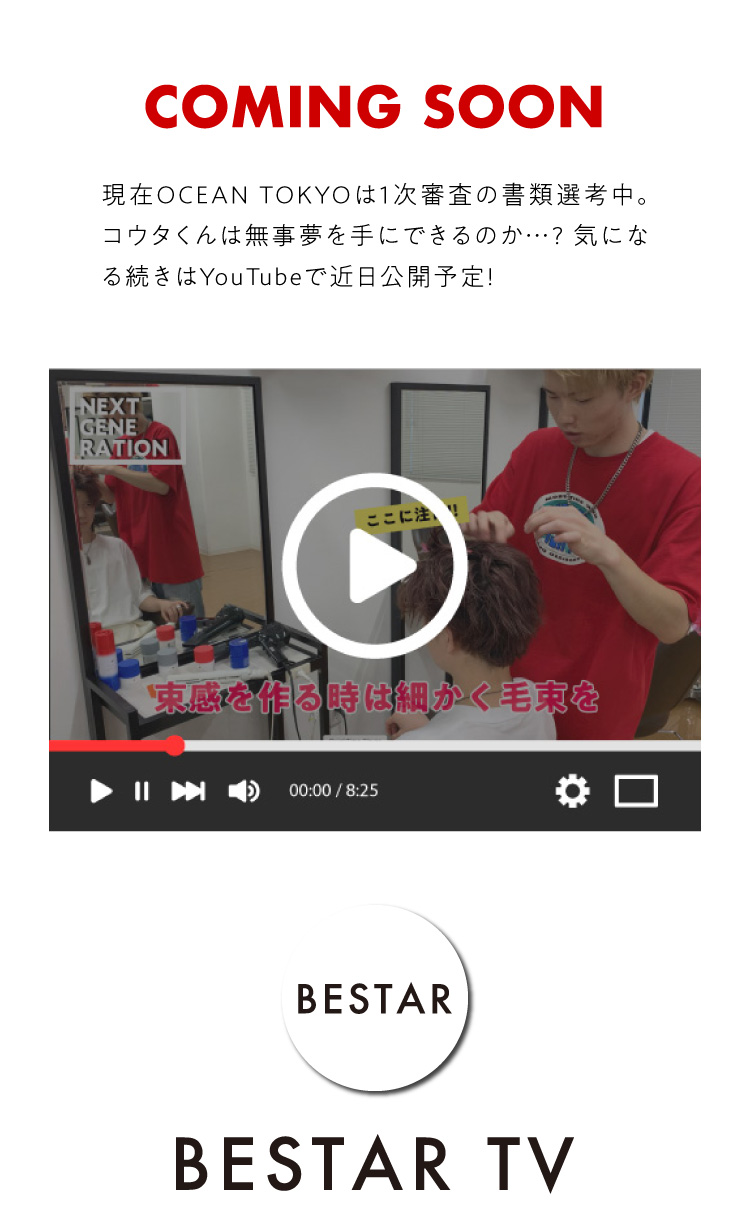 COMING SOON
現在OCEAN TOKYOは1次審査の書類選考中。
コウタくんは無事夢を手にできるのか…? 気にな
る続きはYouTubeで近日公開予定!
NEXT
GENE
RATION
ここに注目!!
束感を作る時は細かく毛束を
00:00 / 8:25
BESTAR
BESTAR TV